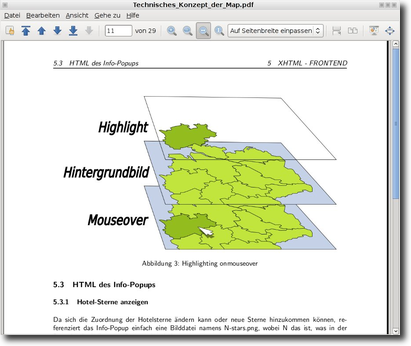 Technisches_Konzept_der_Map.pdf
Datei Bearbeiten Ansicht Gehe zu Hilfe
11 von 29 Auf Seitenbreite einpassen
5.3 HTML des Info-Popups 5 XHTML - FRONTEND
Highlight
Hintergrundbild
Mouseover
Abbildung 3: Highlighting onmouseover
5.3 HTML des Info-Popups
5.3.1 Hotel-Sterne anzeigen
Da sich die Zuordnung der Hotelsterne ändern kann oder neue Sterne hinzukommen können, re-
ferenziert das Info-Popup einfach eine Bilddatei namens N-stars.png, wobei N das ist, was in der